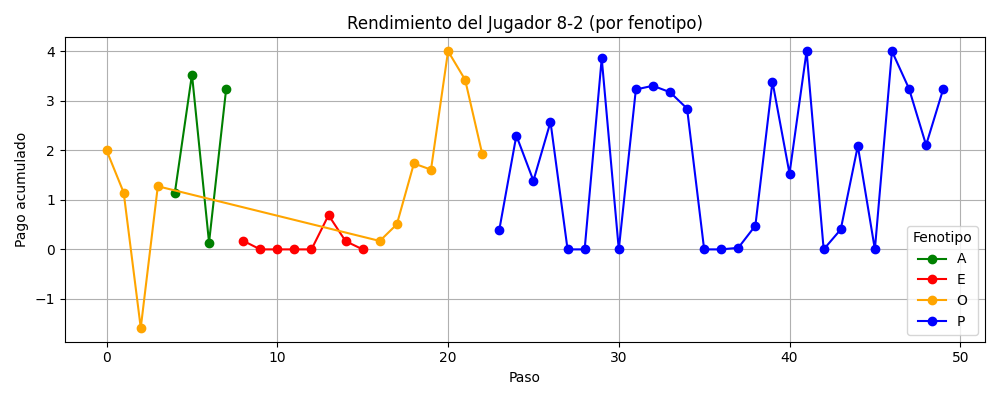 Rendimiento del Jugador 8-2 (por fenotipo)
Pago acumulado
4
3
2
1
0
−1
0 10 20 30 40 50
Paso
Fenotipo
A
E
O
P